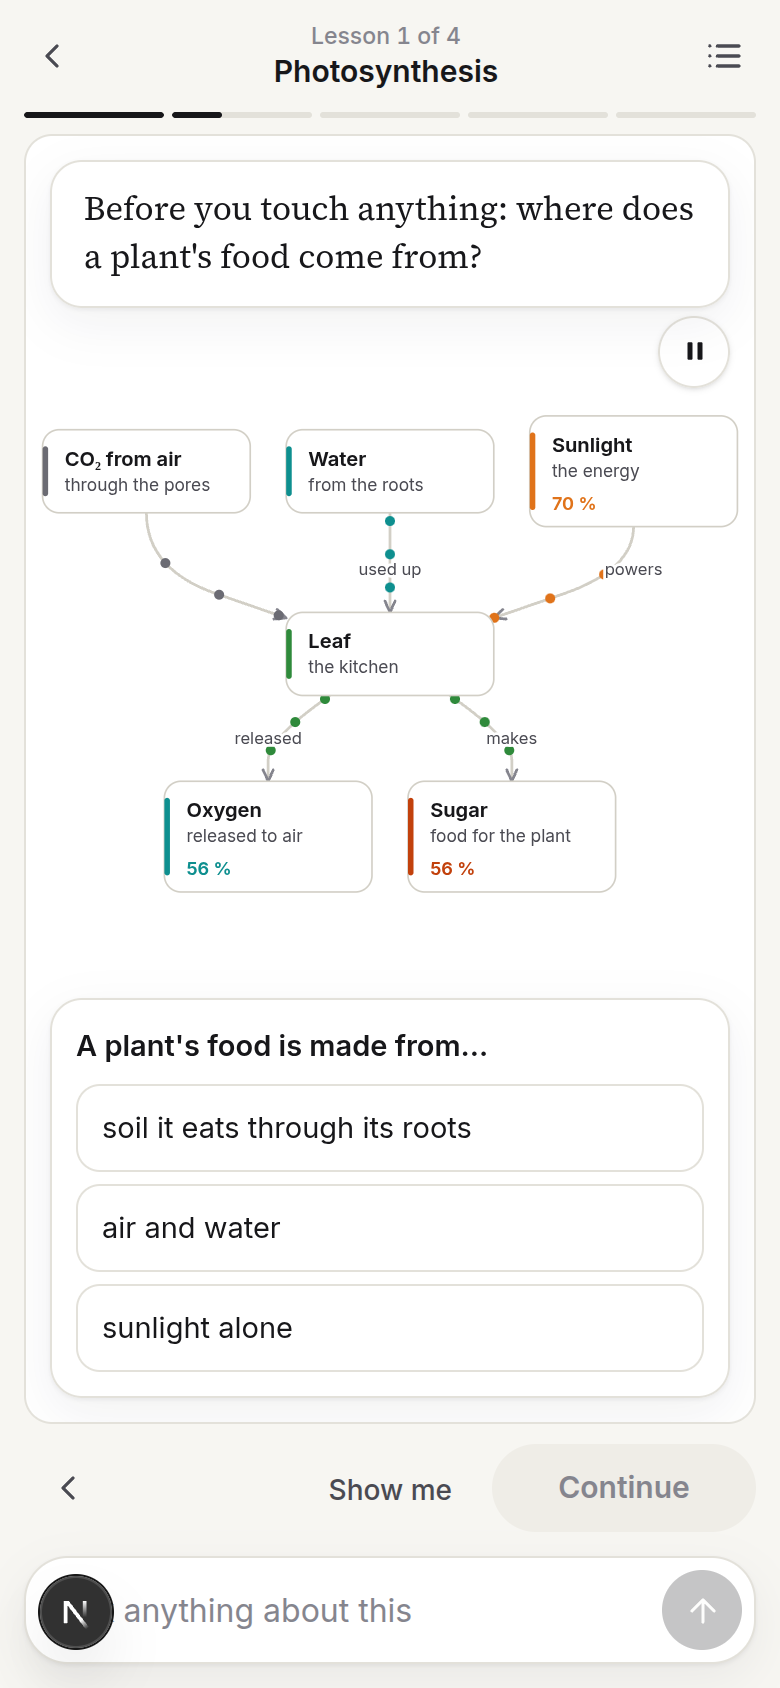 Lesson 1 of 4
Photosynthesis
Before you touch anything: where does
a plant's food come from?
CO₂ from air
through the pores
Water
from the roots
Sunlight
the energy
70 %
used up
powers
Leaf
the kitchen
released
makes
Oxygen
released to air
56 %
Sugar
food for the plant
56 %
A plant's food is made from...
soil it eats through its roots
air and water
sunlight alone
Show me
Continue
N
anything about this